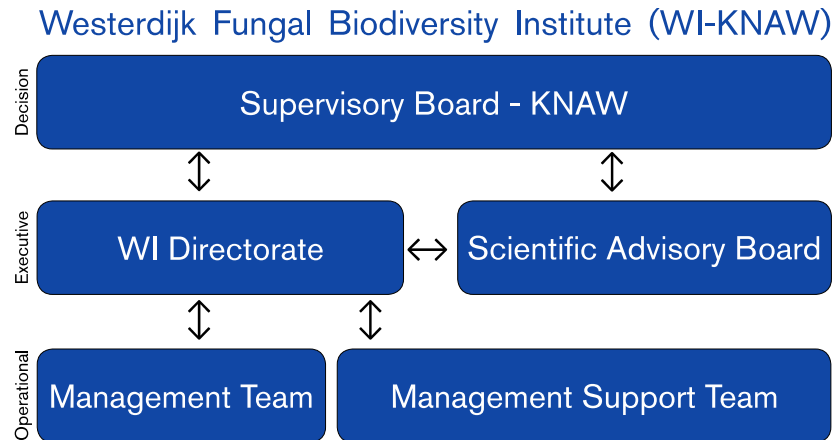 Westerdijk Fungal Biodiversity Institute (WI-KNAW)
Decision
Supervisory Board - KNAW
Executive
WI Directorate
Scientific Advisory Board
Operational
Management Team
Management Support Team